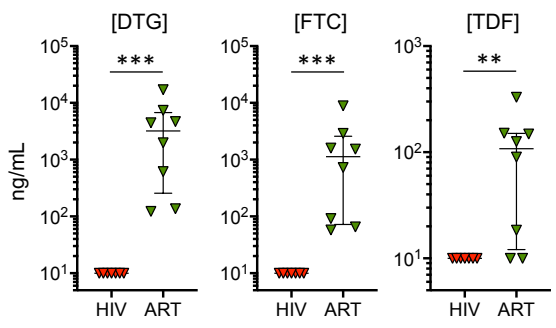 [DTG] [FTC] [TDF]
*** *** **
ng/mL
10⁵ 10⁵ 10³
10⁴ 10⁴
10³ 10³ 10²
10² 10²
10¹ 10¹ 10¹
HIV ART HIV ART HIV ART